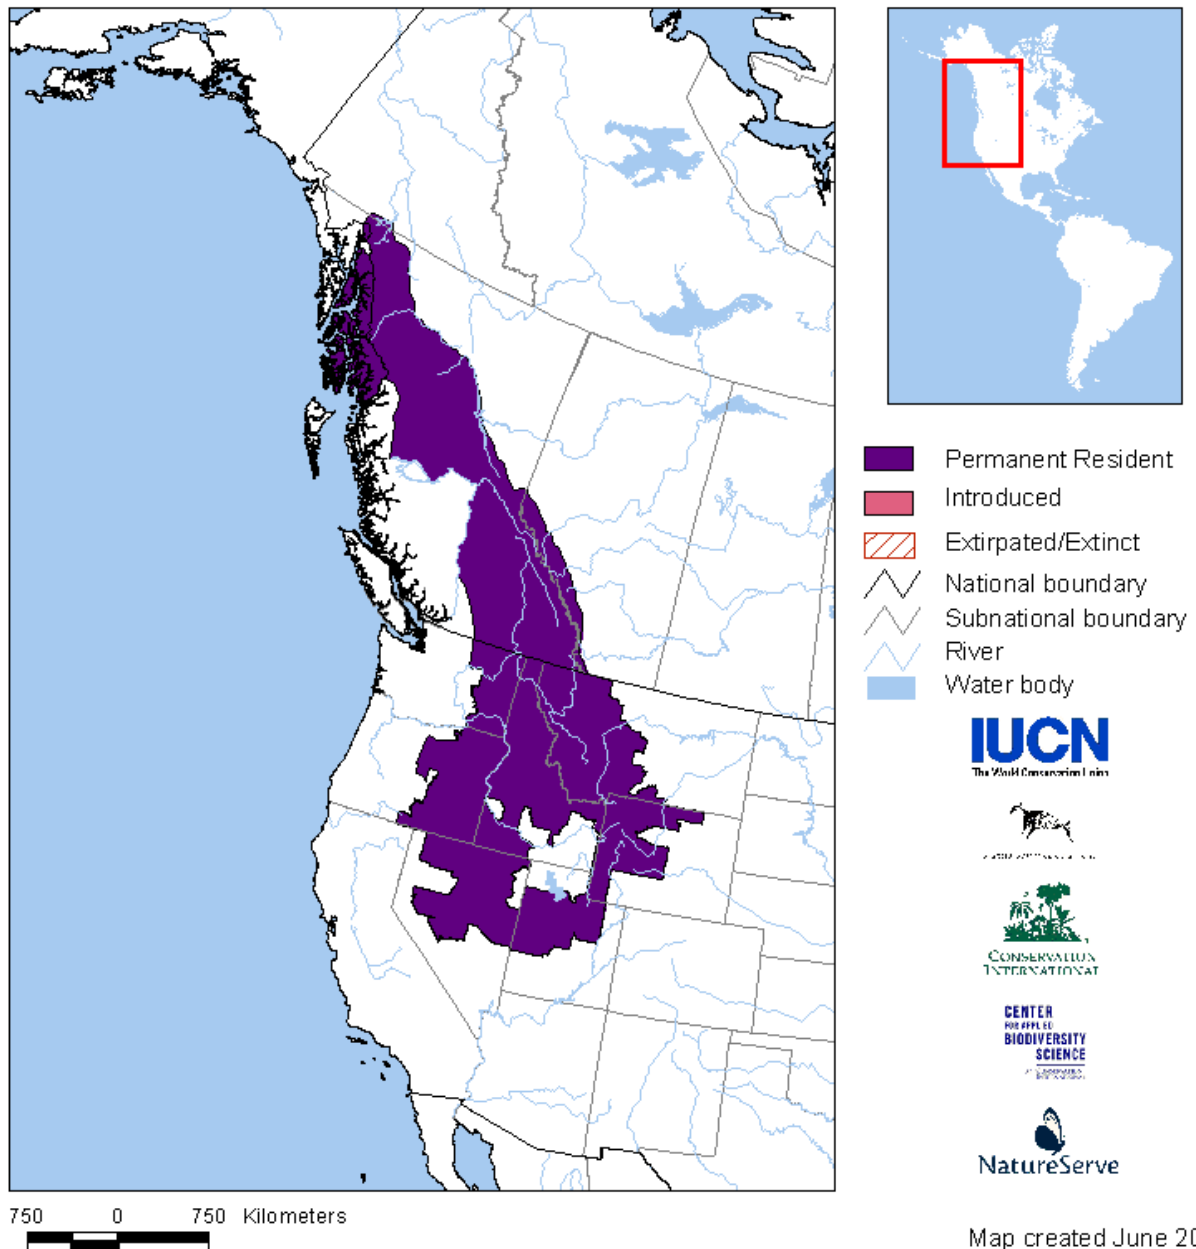 Permanent Resident
Introduced
Extirpated/Extinct
National boundary
Subnational boundary
River
Water body
IUCN
The World Conservation Union
CONSERVATION
INTERNATIONAL
CENTER
FOR APPLIED
BIODIVERSITY
SCIENCE
NatureServe
750 0 750 Kilometers
Map created June 20